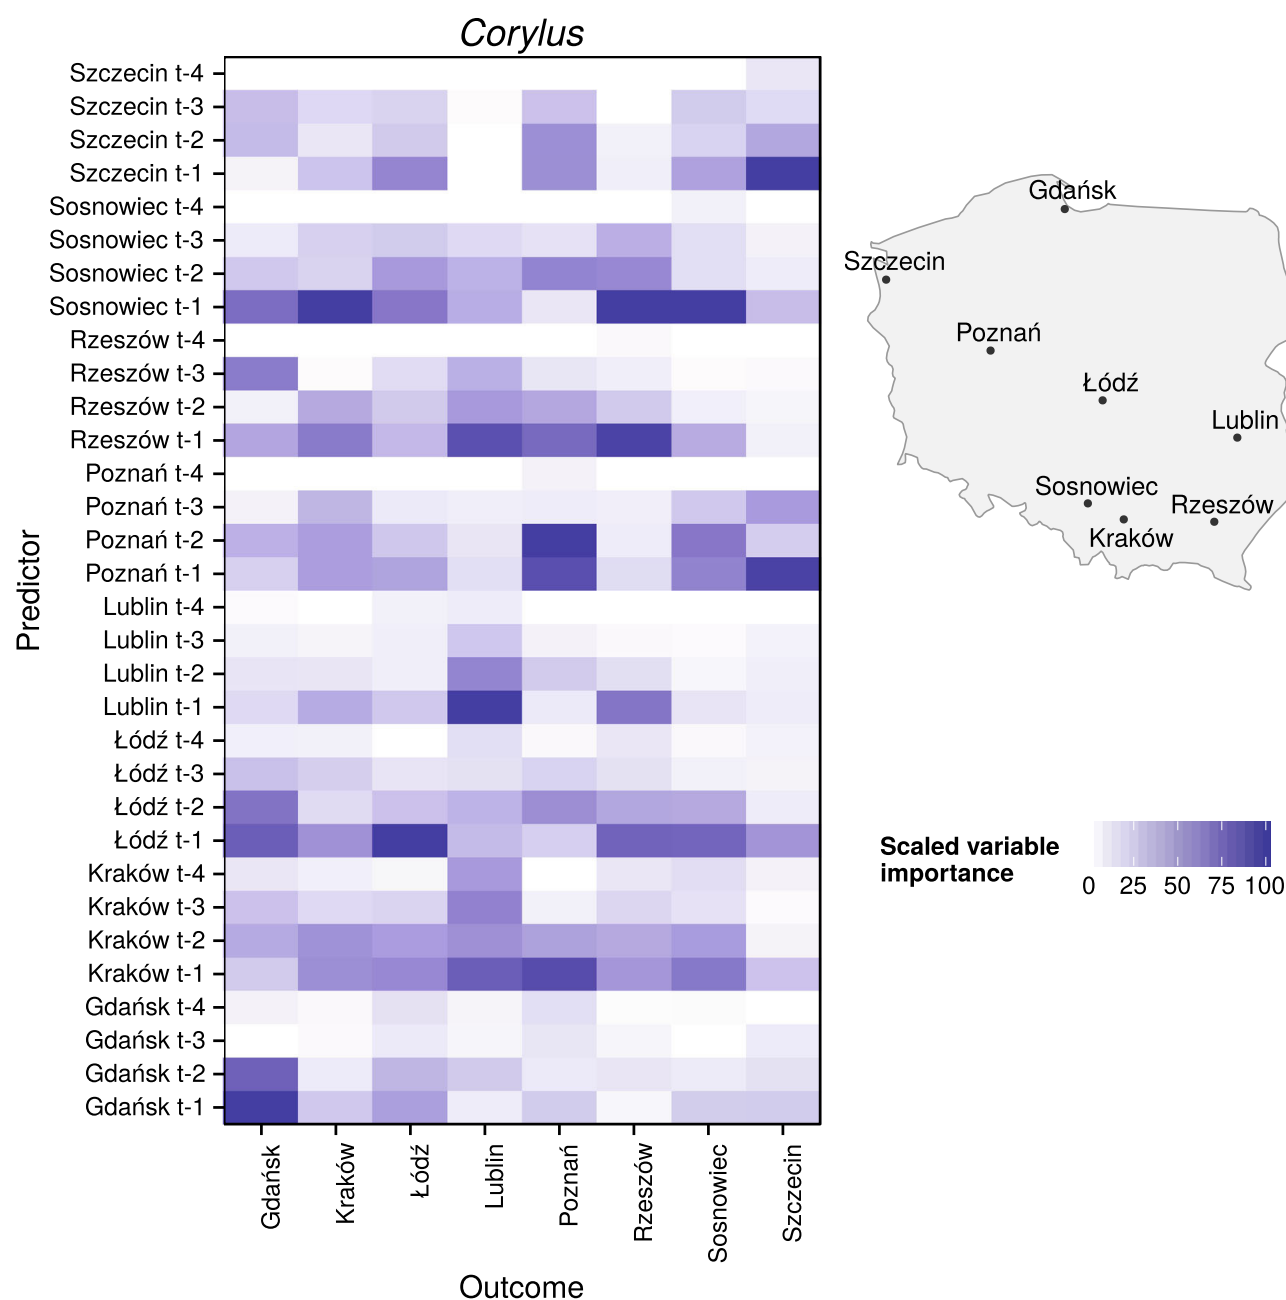 Corylus
Szczecin t-4
Szczecin t-3
Szczecin t-2
Szczecin t-1
Sosnowiec t-4
Sosnowiec t-3
Sosnowiec t-2
Sosnowiec t-1
Rzeszów t-4
Rzeszów t-3
Rzeszów t-2
Rzeszów t-1
Poznań t-4
Poznań t-3
Poznań t-2
Poznań t-1
Lublin t-4
Lublin t-3
Lublin t-2
Lublin t-1
Łódź t-4
Łódź t-3
Łódź t-2
Łódź t-1
Kraków t-4
Kraków t-3
Kraków t-2
Kraków t-1
Gdańsk t-4
Gdańsk t-3
Gdańsk t-2
Gdańsk t-1
Predictor
Gdańsk
Kraków
Łódź
Lublin
Poznań
Rzeszów
Sosnowiec
Szczecin
Outcome
Gdańsk
Szczecin
Poznań
Łódź
Lublin
Sosnowiec
Rzeszów
Kraków
Scaled variable
importance
0 25 50 75 100